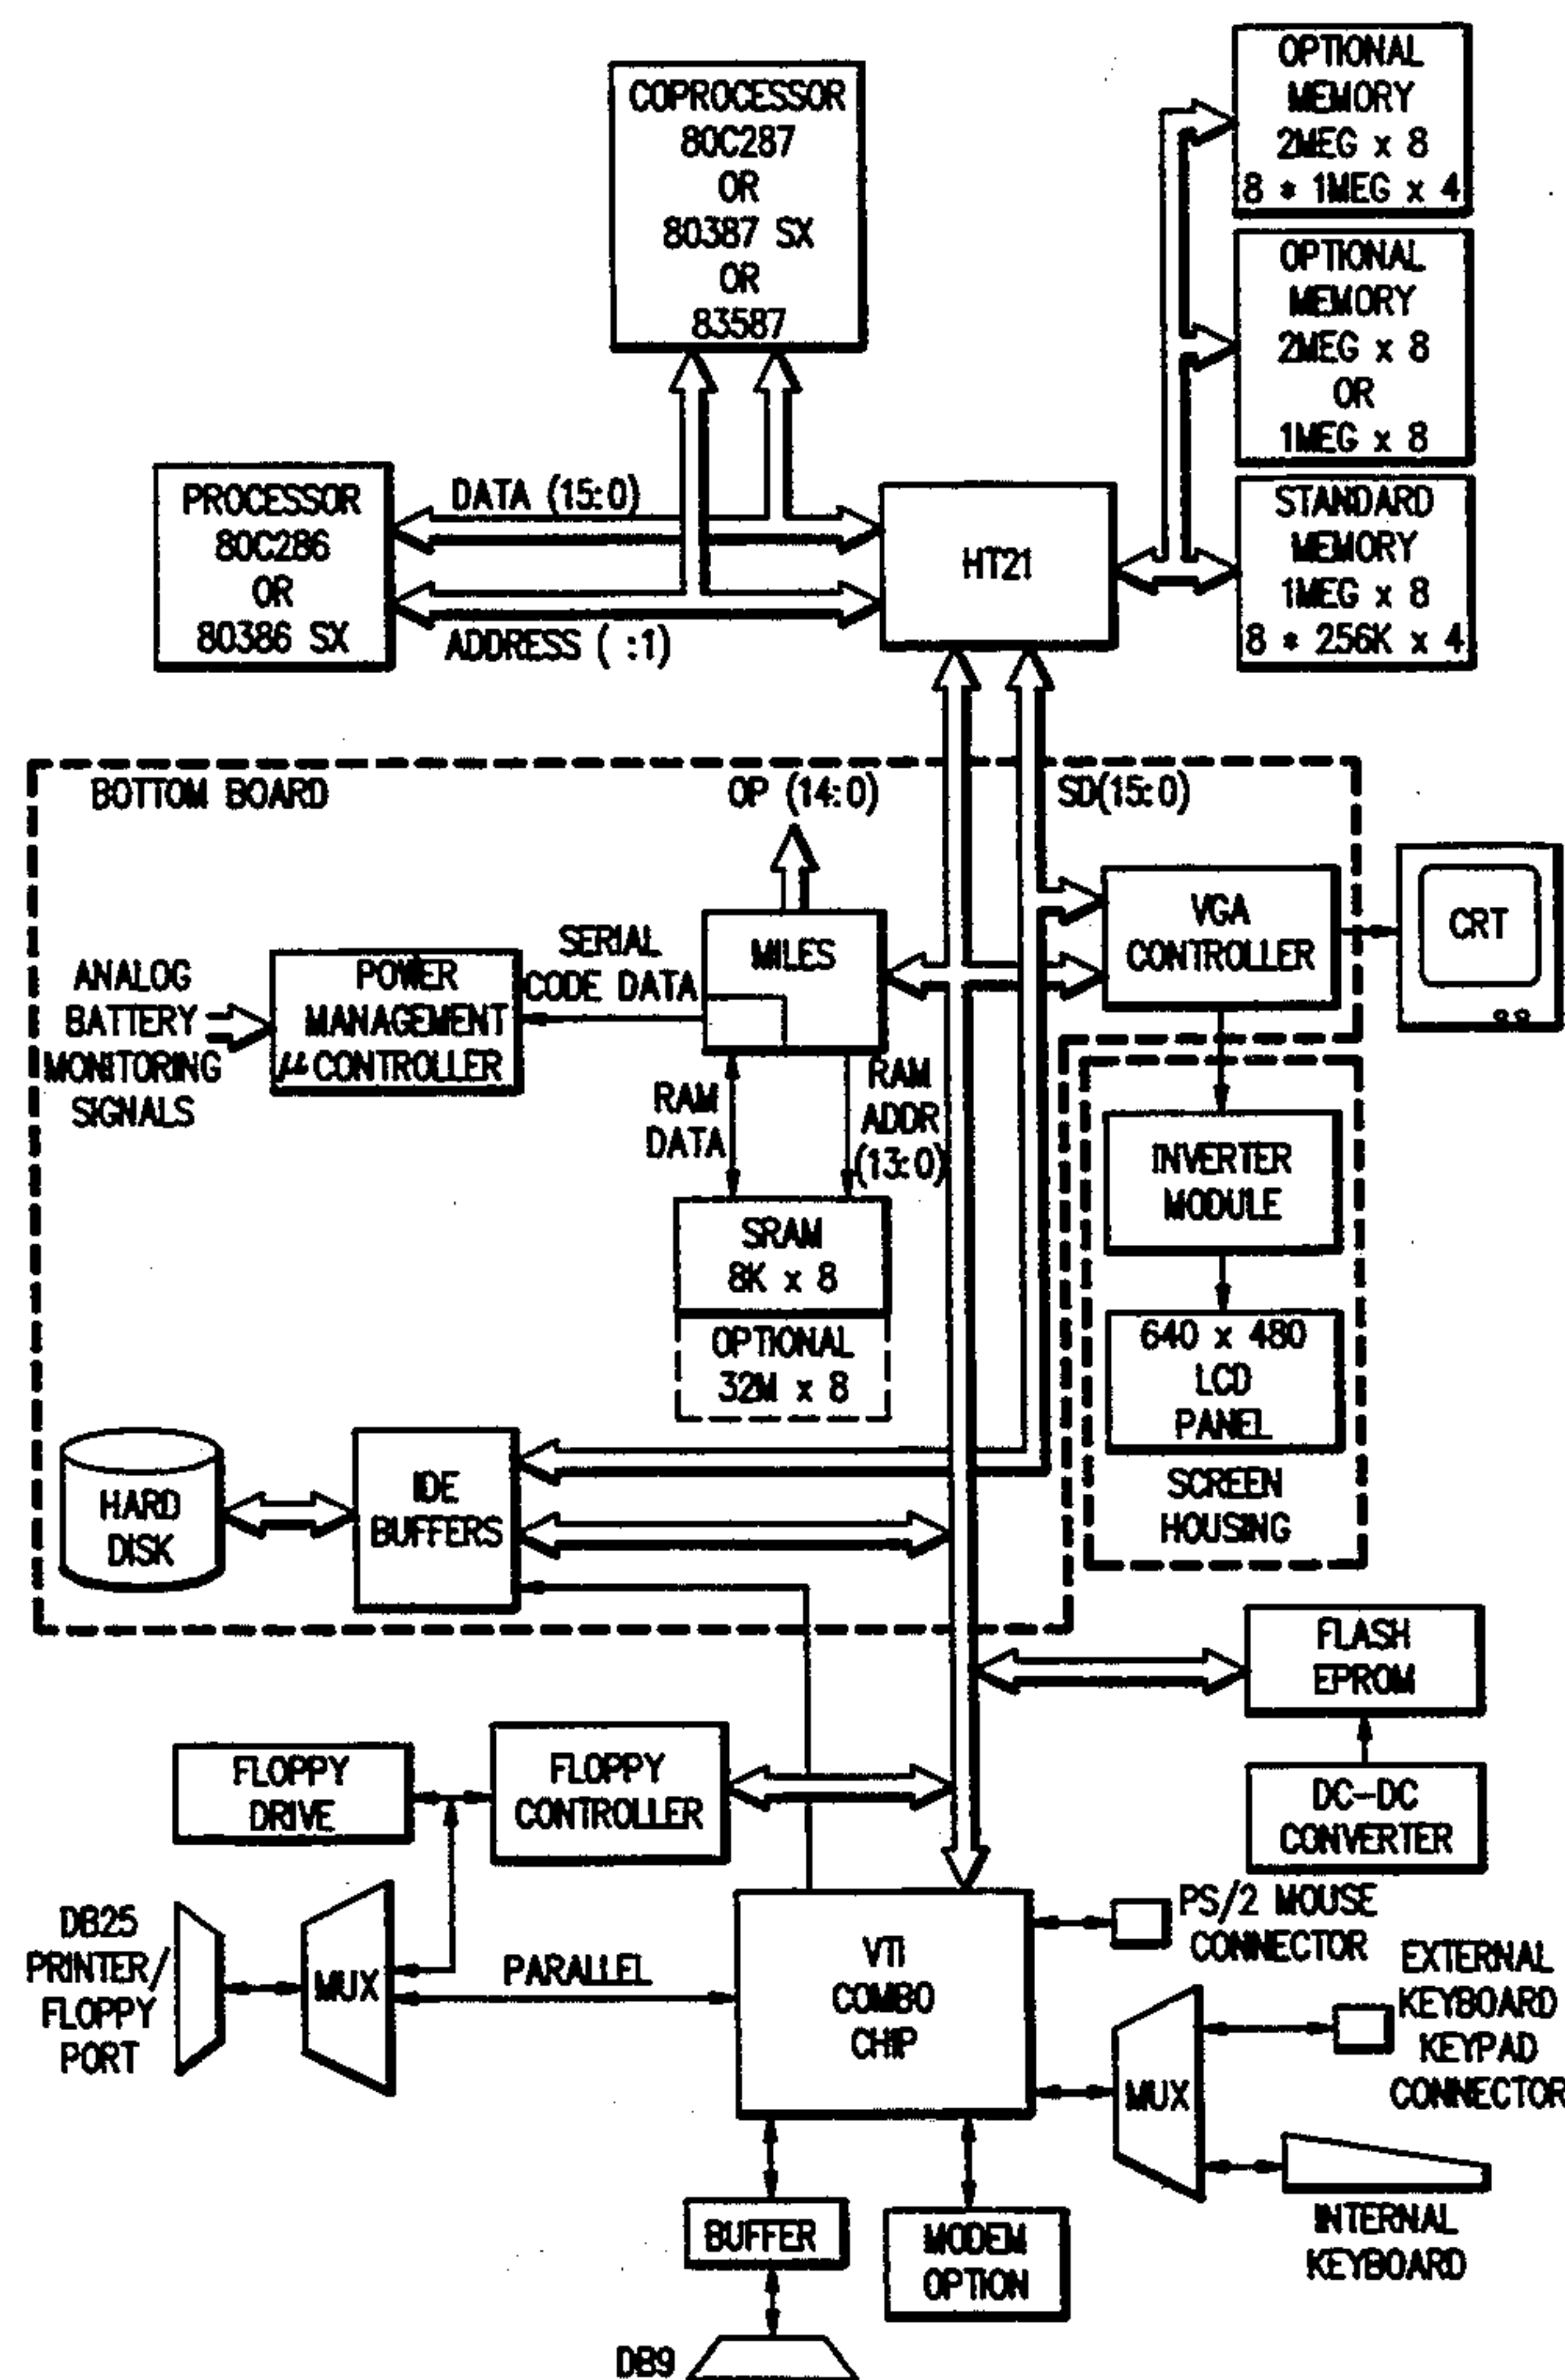 COPROCESSOR
80C287
OR
80387 SX
OR
83587
OPTIONAL
MEMORY
2MEG x 8
8 * 1MEG x 4
OPTIONAL
MEMORY
2MEG x 8
OR
1MEG x 8
PROCESSOR
80C286
OR
80386 SX
DATA (15:0)
ADDRESS ( :1)
HT21
STANDARD
MEMORY
1MEG x 8
8 * 256K x 4
BOTTOM BOARD
OP (14:0)
SD(15:0)
ANALOG
BATTERY
MONITORING
SIGNALS
POWER
MANAGEMENT
μ CONTROLLER
SERIAL
CODE DATA
MILES
VGA
CONTROLLER
CRT
RAM
DATA
RAM
ADDR
(13:0)
SRAM
8K x 8
OPTIONAL
32M x 8
INVERTER
MODULE
640 x 480
LCD
PANEL
SCREEN
HOUSING
HARD
DISK
IDE
BUFFERS
FLASH
EPROM
DC-DC
CONVERTER
FLOPPY
DRIVE
FLOPPY
CONTROLLER
DB25
PRINTER/
FLOPPY
PORT
MUX
PARALLEL
VTI
COMBO
CHIP
PS/2 MOUSE
CONNECTOR
EXTERNAL
KEYBOARD
KEYPAD
CONNECTOR
MUX
INTERNAL
KEYBOARD
BUFFER
MODEM
OPTION
DB9